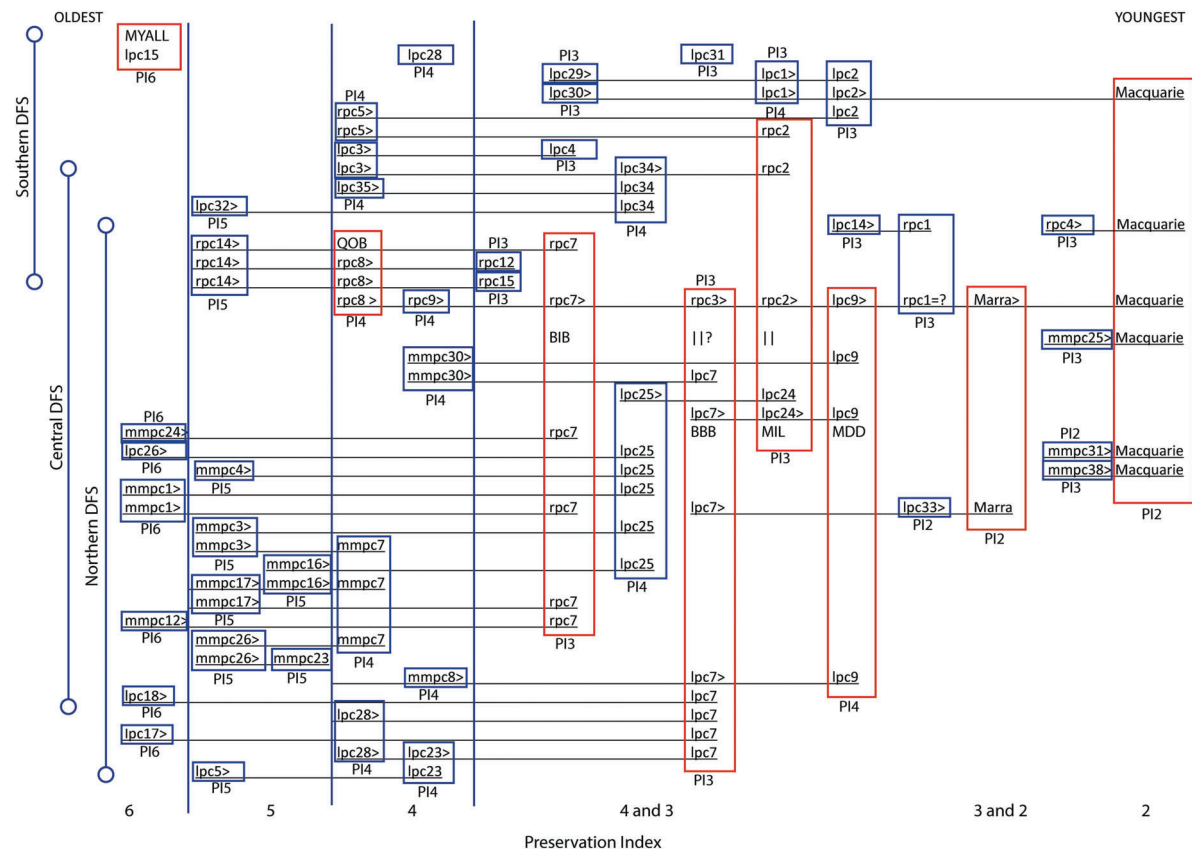 OLDEST
YOUNGEST
MYALL
lpc15
PI6
lpc28
PI4
PI3
lpc31
PI3
PI3
lpc29> lpc1> lpc2
PI4
lpc30> lpc1> lpc2> Macquarie
PI3
PI4
rpc5> lpc2
PI3
rpc5> rpc2
lpc3> lpc4
PI3
lpc3> lpc34> rpc2
lpc35> lpc34
PI4
lpc32> lpc34
PI5
PI4
lpc14> rpc1 rpc4> Macquarie
PI3
PI3
rpc14> QOB rpc7
PI3
rpc14> rpc8> rpc12
rpc14> rpc8> rpc15
PI5
PI3
PI3
rpc8 > rpc9> rpc7> rpc3> rpc2> lpc9> rpc1=? Marra> Macquarie
PI4
PI4
PI3
BIB ||? || mmpc25> Macquarie
PI3
mmpc30> lpc9
mmpc30> lpc7
PI4
lpc25> lpc24
PI6
lpc7> lpc24> lpc9
mmpc24> rpc7 BBB MIL MDD
PI2
lpc26> lpc25 mmpc31> Macquarie
PI6
PI3
mmpc4> lpc25 mmpc38> Macquarie
PI5
PI3
mmpc1> lpc25
mmpc1> rpc7 lpc7> lpc33> Marra
PI6
PI2
PI2
PI2
mmpc3> lpc25
mmpc3> mmpc7
PI5
mmpc16> lpc25
mmpc17> mmpc16> mmpc7
PI5
PI4
mmpc17> rpc7
PI5
mmpc12> rpc7
PI6
PI3
mmpc26> mmpc7
PI4
mmpc26> mmpc23
PI5
PI5
mmpc8> lpc7> lpc9
PI4
PI4
lpc18> lpc7
PI6
lpc28> lpc7
lpc17> lpc7
PI6
lpc28> lpc23> lpc7
PI4
PI3
lpc5> lpc23
PI5
PI4
Southern DFS
Central DFS
Northern DFS
6 5 4 4 and 3 3 and 2 2
Preservation Index